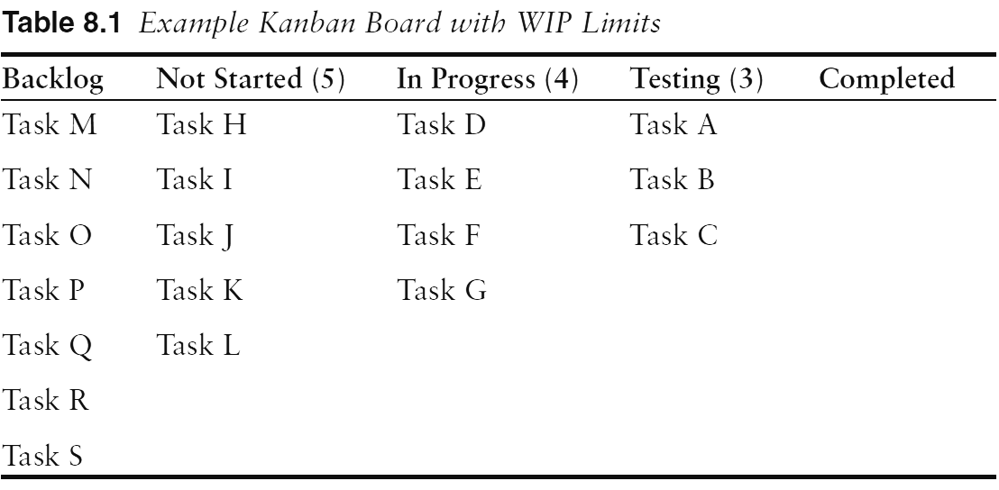 Table 8.1 Example Kanban Board with WIP Limits
Backlog Not Started (5) In Progress (4) Testing (3) Completed
Task M Task H Task D Task A
Task N Task I Task E Task B
Task O Task J Task F Task C
Task P Task K Task G
Task Q Task L
Task R
Task S